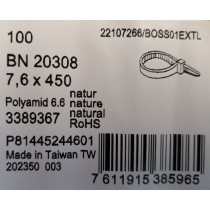 22107266/BOSS01EXTL
100
BN 20308
7,6 x 450
Polyamid 6.6
natur
nature
natural
3389367
RoHS
P81445244601
Made in Taiwan TW
202350 003
7 611915 385965